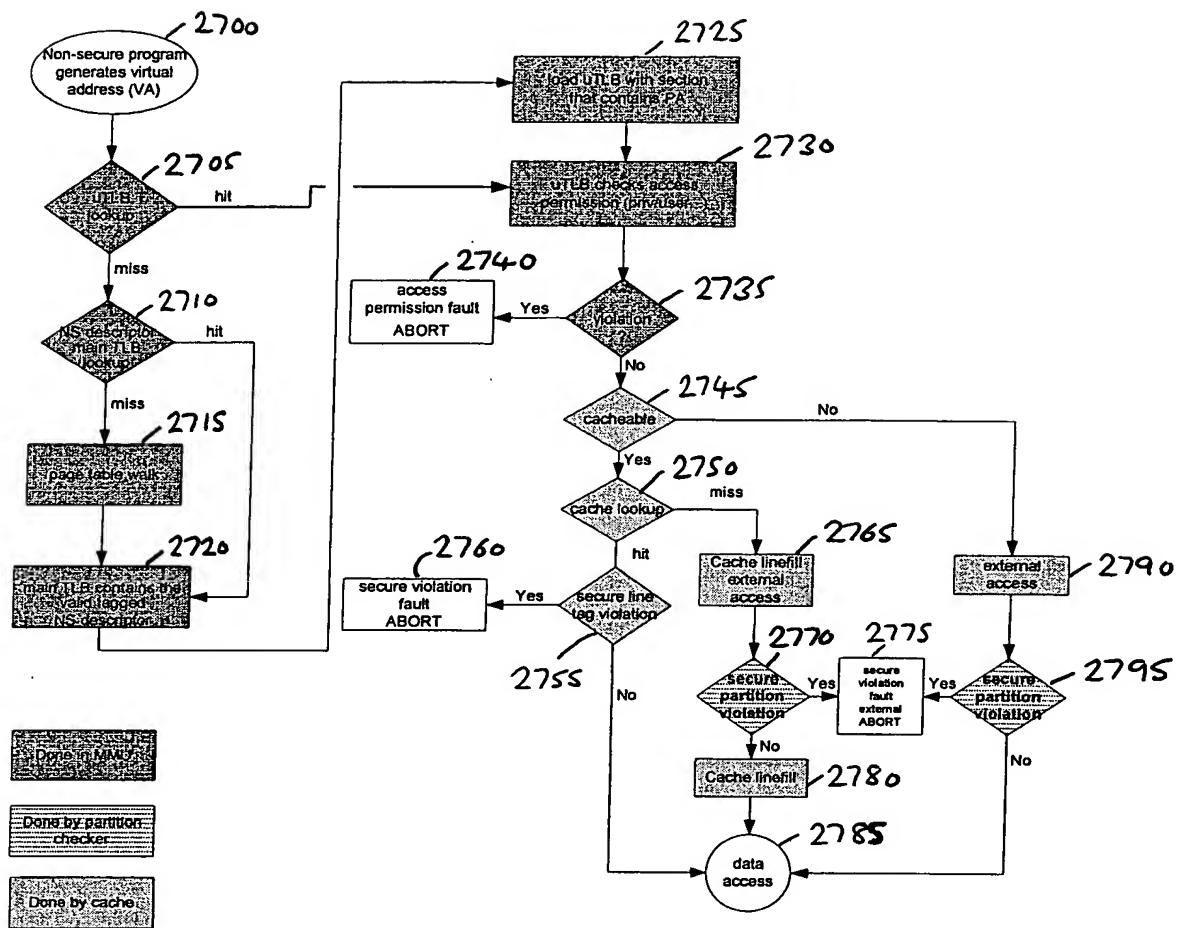 2700
Non-secure program
generates virtual
address (VA)
2705
uTLB
lookup
?
hit
miss
2710
NS descriptor
main TLB
lookup
hit
miss
2715
page table walk
2720
main TLB contains the
valid tagged
NS descriptor
2725
load uTLB with section
that contains PA
2730
uTLB checks access
permission (priv/user...)
2735
violation
?
Yes
2740
access
permission fault
ABORT
No
2745
cacheable
No
Yes
2750
cache lookup
miss
hit
2755
secure line
tag violation
Yes
2760
secure violation
fault
ABORT
No
2765
Cache linefill
external
access
2770
secure
partition
violation
Yes
2775
secure
violation
fault
external
ABORT
No
2780
Cache linefill
2785
data
access
2790
external
access
2795
secure
partition
violation
Yes
No
Done in MMU
Done by partition
checker
Done by cache